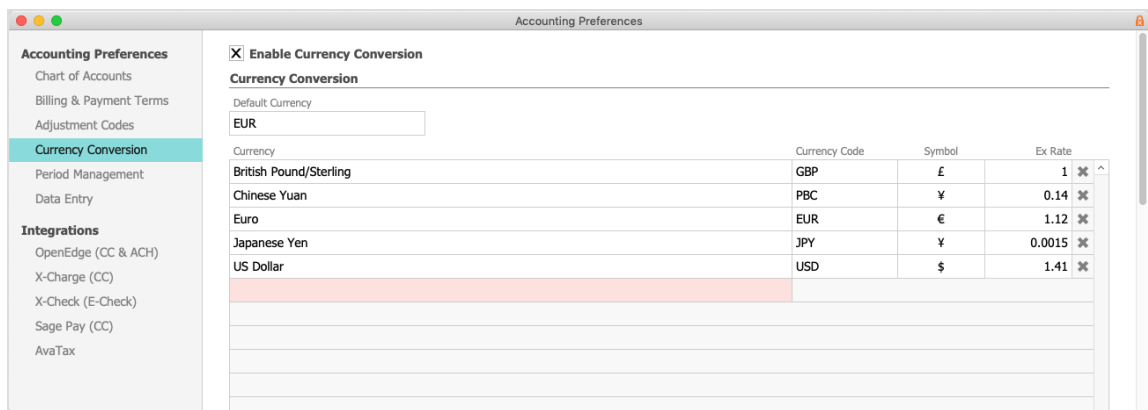 Accounting Preferences
Accounting Preferences
Chart of Accounts
Billing & Payment Terms
Adjustment Codes
Currency Conversion
Period Management
Data Entry
Integrations
OpenEdge (CC & ACH)
X-Charge (CC)
X-Check (E-Check)
Sage Pay (CC)
AvaTax
Enable Currency Conversion
Currency Conversion
Default Currency
EUR
Currency Currency Code Symbol Ex Rate
British Pound/Sterling GBP £ 1
Chinese Yuan PBC ¥ 0.14
Euro EUR € 1.12
Japanese Yen JPY ¥ 0.0015
US Dollar USD $ 1.41